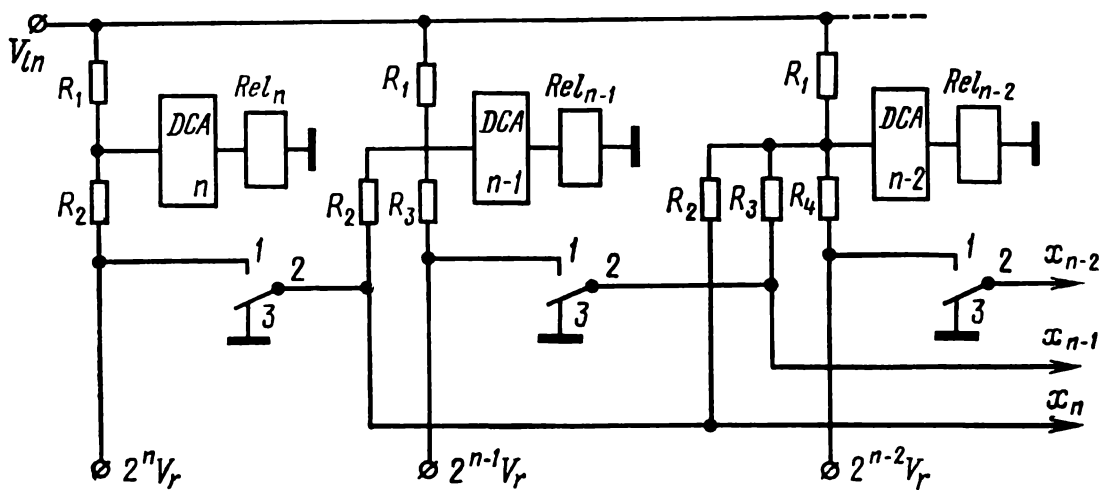 V_{in}
R_1
DCA
n
Rel_n
R_2
1
2
3
R_1
DCA
n-1
Rel_{n-1}
R_2
R_3
1
2
3
R_1
DCA
n-2
Rel_{n-2}
R_2
R_3
R_4
1
2
3
x_{n-2}
x_{n-1}
x_n
2^n V_r
2^{n-1} V_r
2^{n-2} V_r